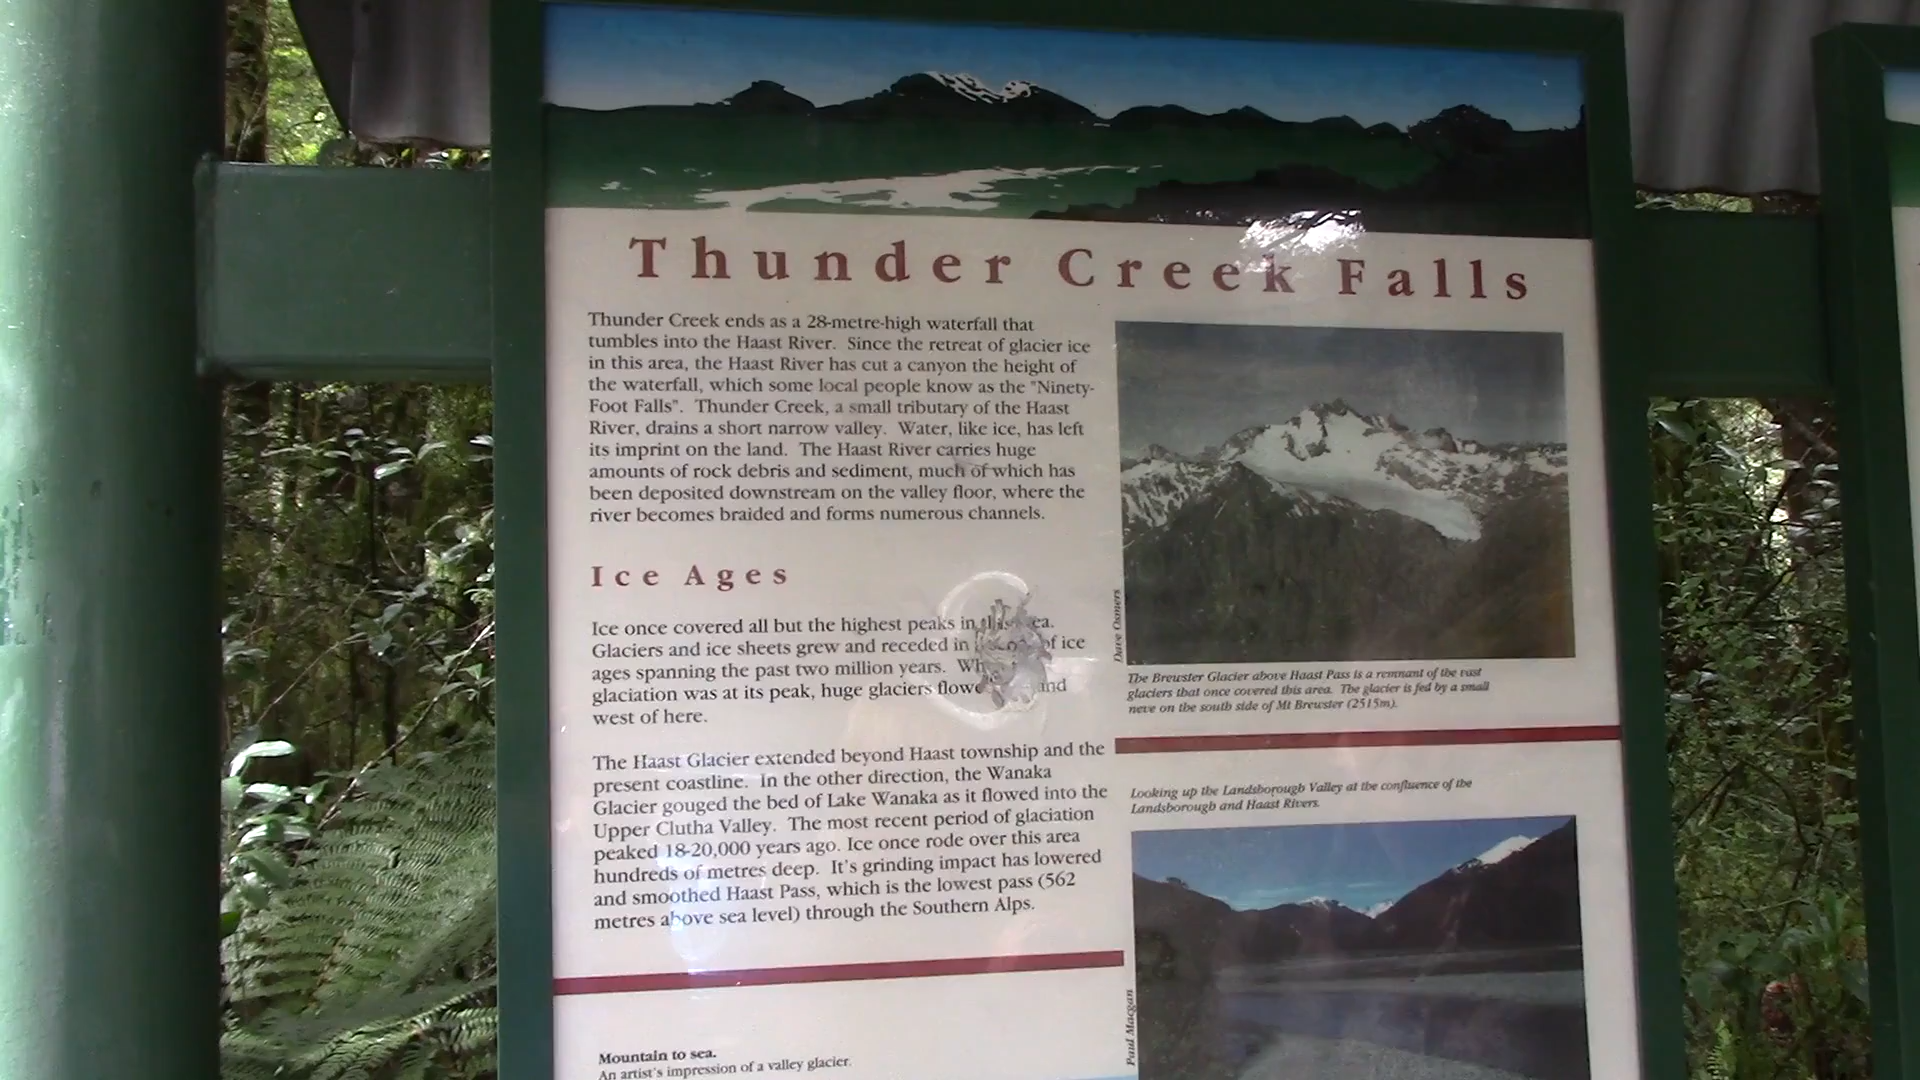 Thunder Creek Falls
Thunder Creek ends as a 28-metre-high waterfall that
tumbles into the Haast River. Since the retreat of glacier ice
in this area, the Haast River has cut a canyon the height of
the waterfall, which some local people know as the "Ninety-
Foot Falls". Thunder Creek, a small tributary of the Haast
River, drains a short narrow valley. Water, like ice, has left
its imprint on the land. The Haast River carries huge
amounts of rock debris and sediment, much of which has
been deposited downstream on the valley floor, where the
river becomes braided and forms numerous channels.
Ice Ages
Ice once covered all but the highest peaks in
Glaciers and ice sheets grew and receded in of ice
ages spanning the past two million years.
glaciation was at its peak, huge glaciers and
west of here.
The Haast Glacier extended beyond Haast township and the
present coastline. In the other direction, the Wanaka
Glacier gouged the bed of Lake Wanaka as it flowed into the
Upper Clutha Valley. The most recent period of glaciation
peaked 18-20,000 years ago. Ice once rode over this area
hundreds of metres deep. It's grinding impact has lowered
and smoothed Haast Pass, which is the lowest pass (562
metres above sea level) through the Southern Alps.
Mountain to sea.
An artist's impression of a valley glacier.
Dave Oomers
The Brewster Glacier above Haast Pass is a remnant of the vast
glaciers that once covered this area. The glacier is fed by a small
neve on the south side of Mt Brewster (2515m).
Looking up the Landsborough Valley at the confluence of the
Landsborough and Haast Rivers.
Paul Macgan